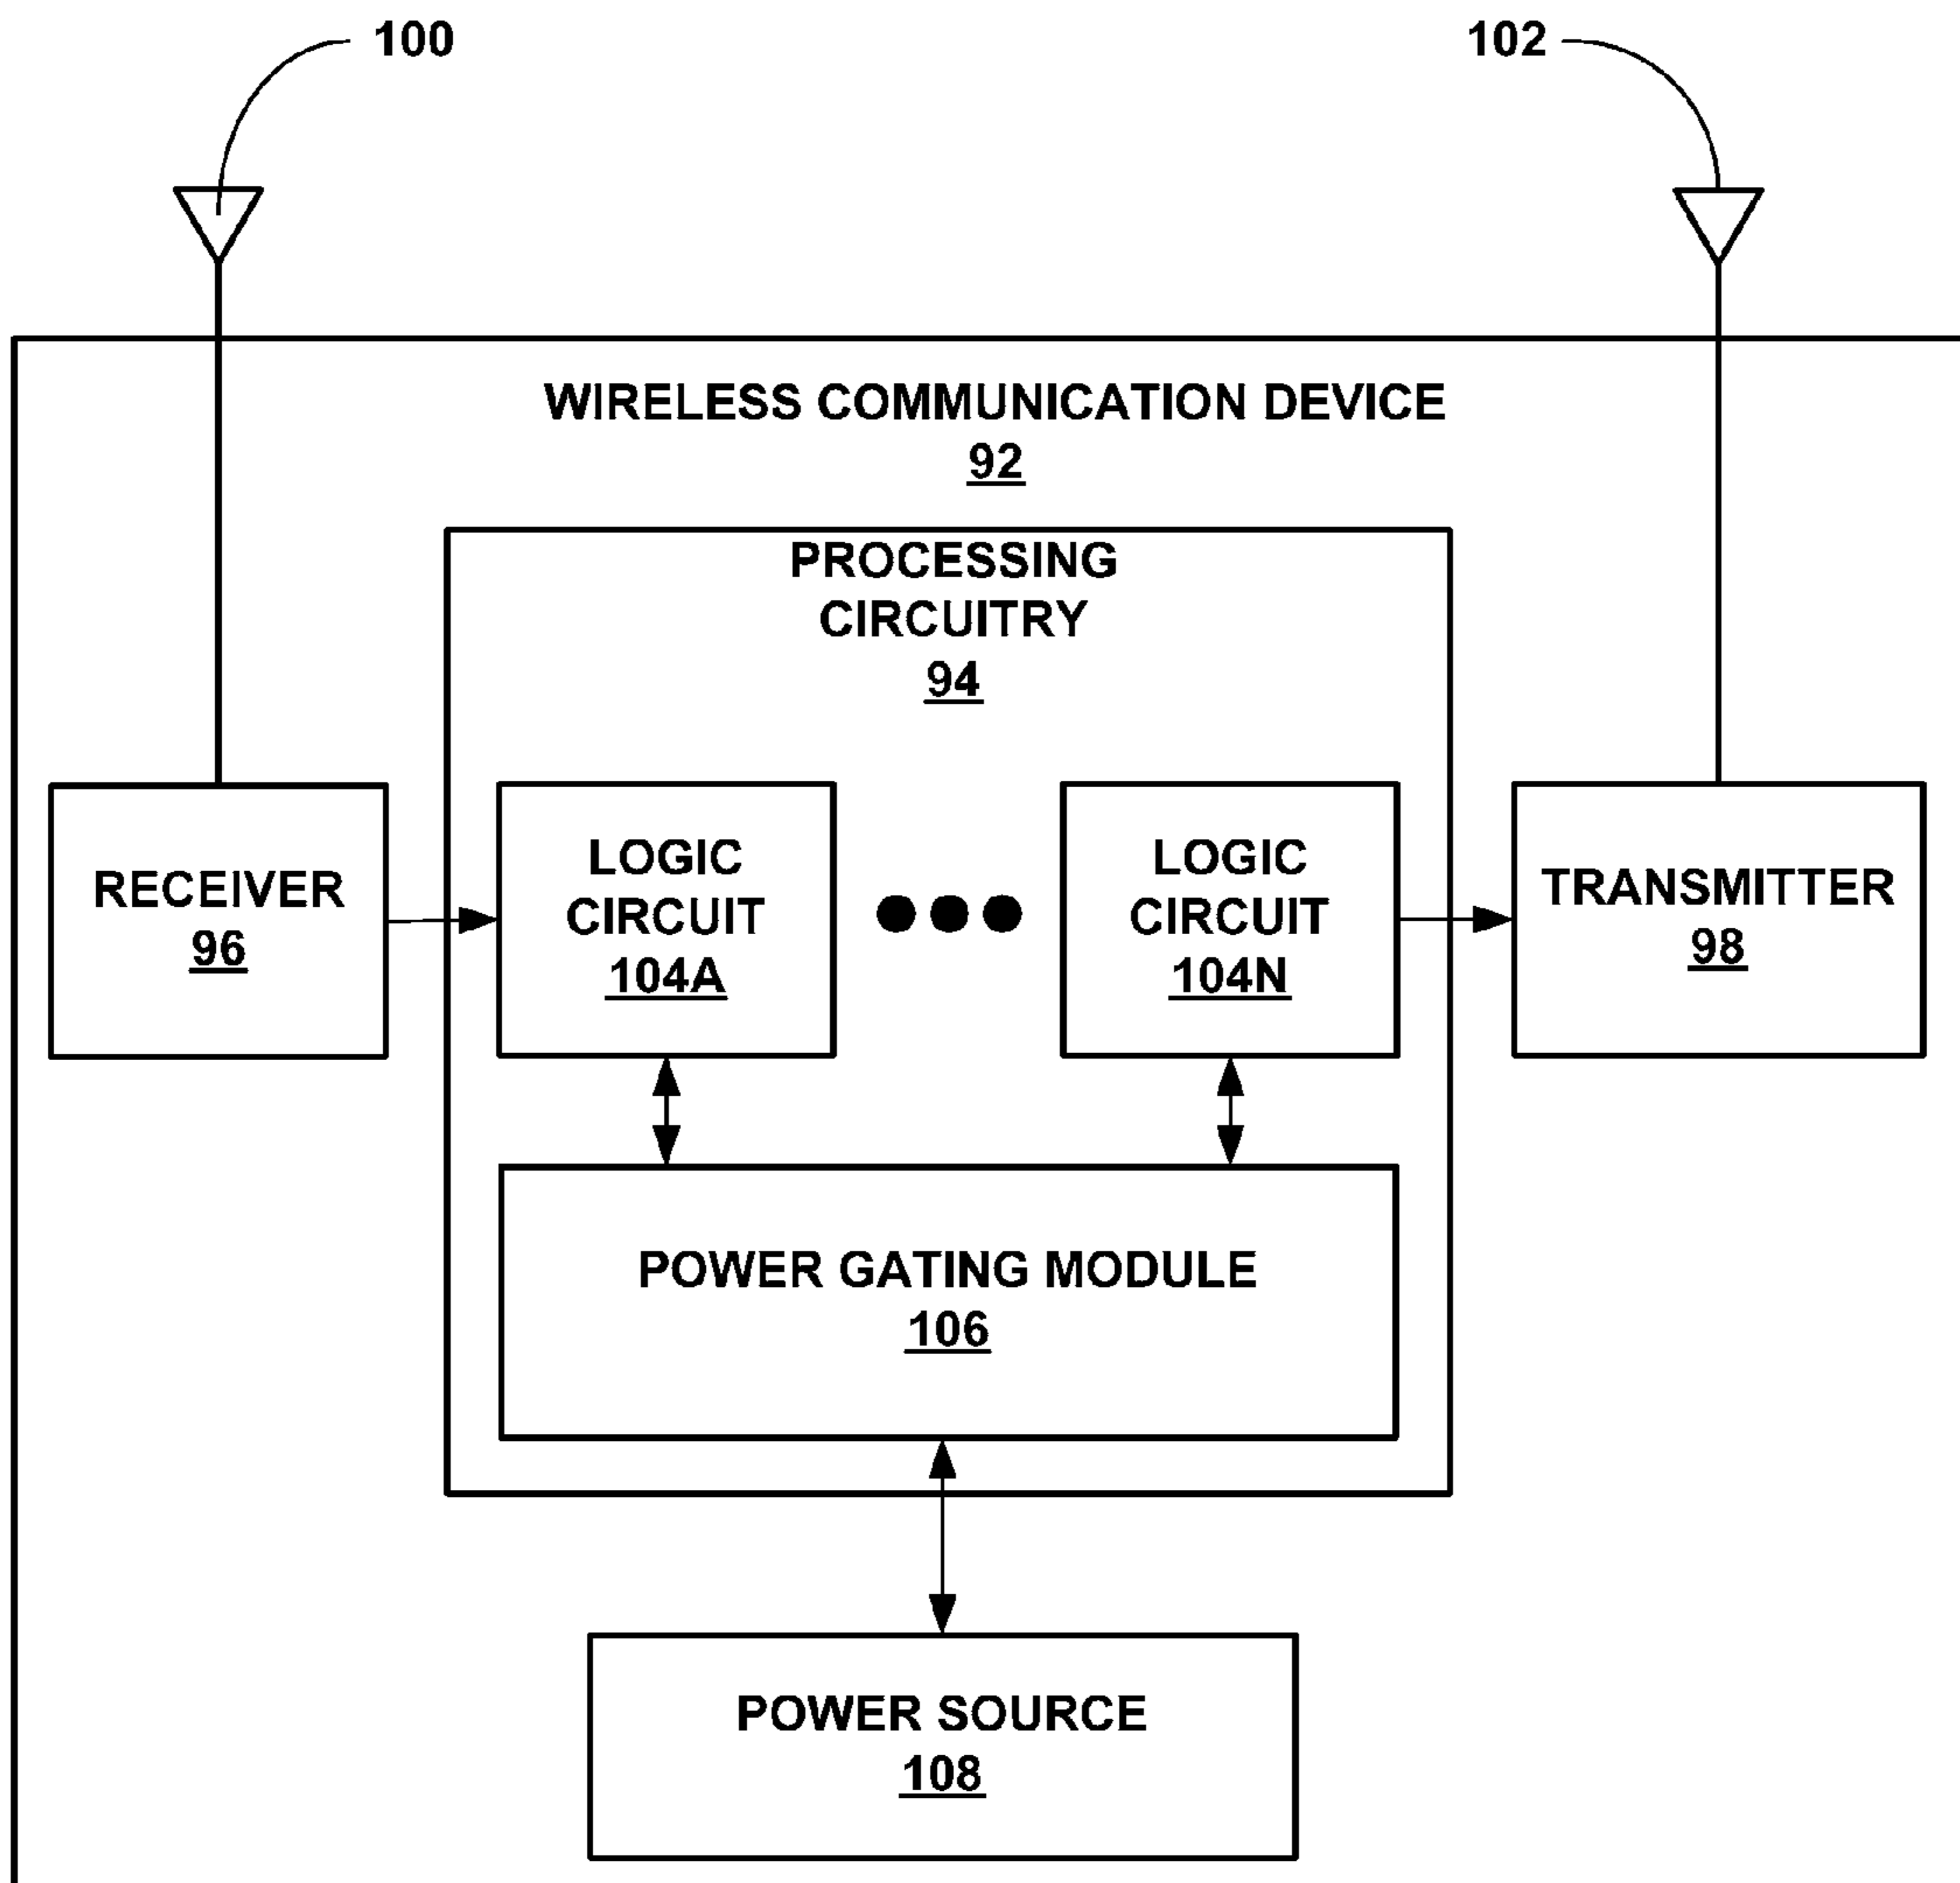 100
102
WIRELESS COMMUNICATION DEVICE
92
PROCESSING
CIRCUITRY
94
RECEIVER
96
LOGIC
CIRCUIT
104A
LOGIC
CIRCUIT
104N
TRANSMITTER
98
POWER GATING MODULE
106
POWER SOURCE
108